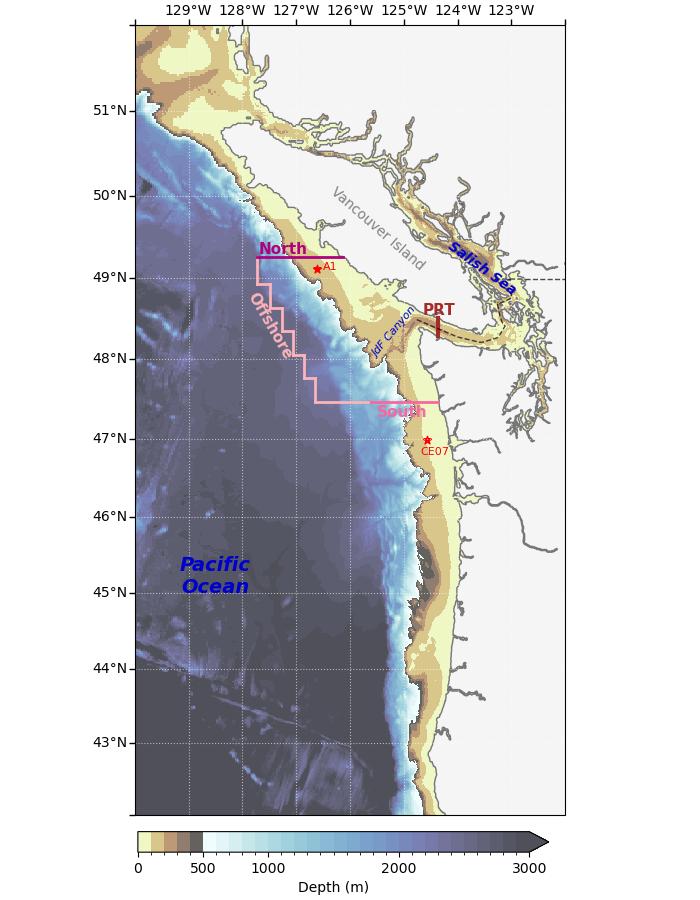 129°W 128°W 127°W 126°W 125°W 124°W 123°W
51°N
50°N
49°N
48°N
47°N
46°N
45°N
44°N
43°N
Vancouver Island
Salish Sea
North
A1
Offshore
PRT
JdF Canyon
South
CE07
Pacific
Ocean
0 500 1000 2000 3000
Depth (m)